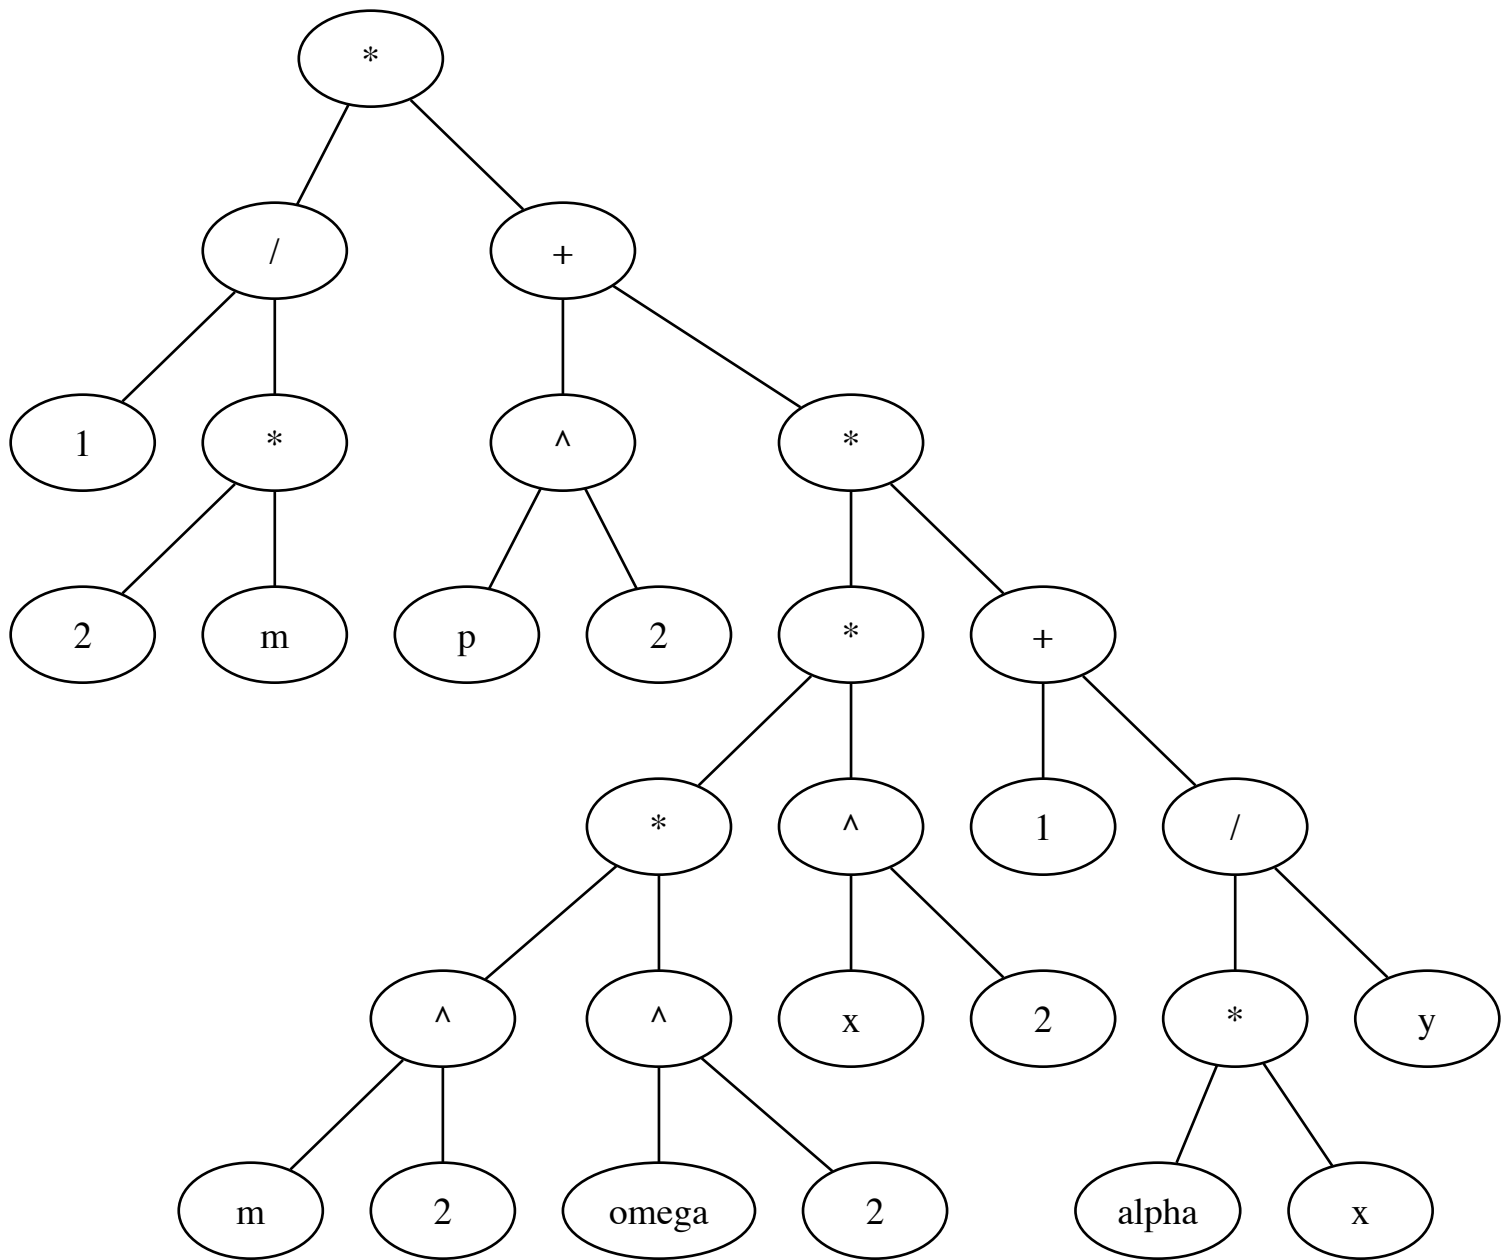 *
/ +
1 * ^ *
2 m p 2 * +
* ^ 1 /
^ ^ x 2 * y
m 2 omega 2 alpha x